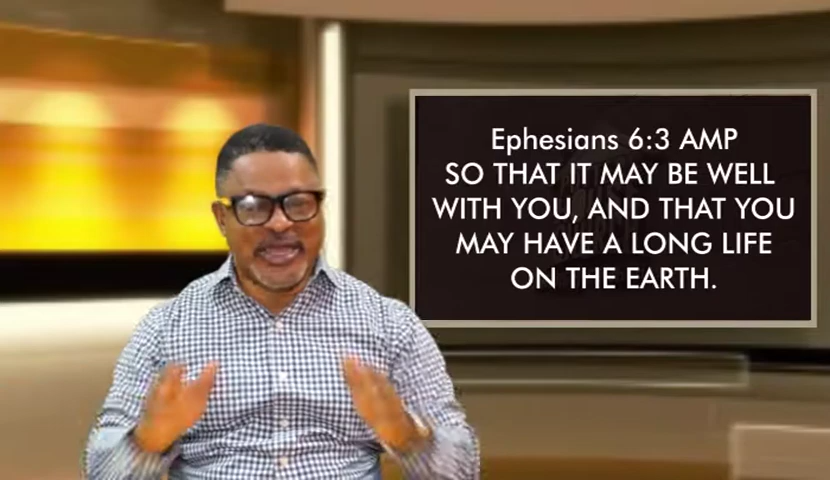 Ephesians 6:3 AMP
SO THAT IT MAY BE WELL
WITH YOU, AND THAT YOU
MAY HAVE A LONG LIFE
ON THE EARTH.